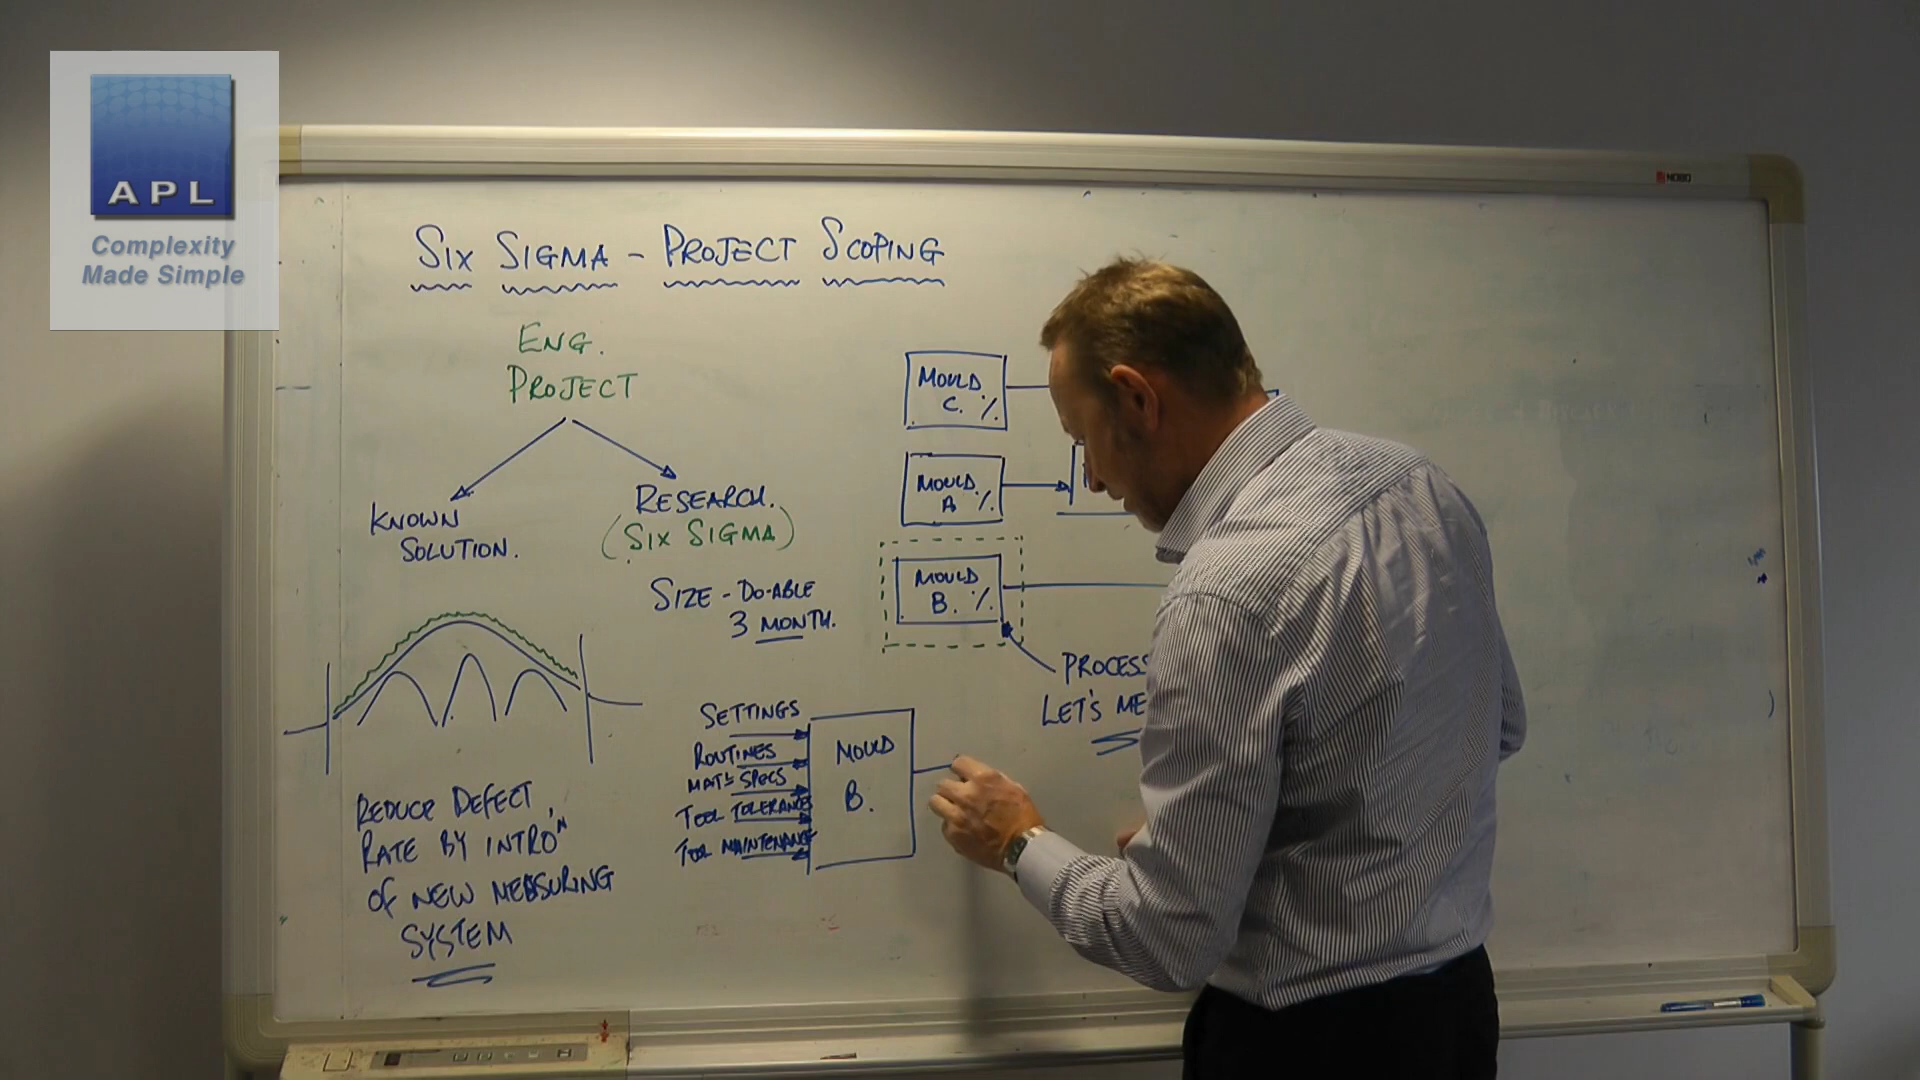 APL
Complexity
Made Simple
NOBO
SIX SIGMA - PROJECT SCOPING
ENG.
PROJECT
KNOWN
SOLUTION.
RESEARCH.
(SIX SIGMA)
SIZE - DO-ABLE
3 MONTH.
REDUCE DEFECT
RATE BY INTRO'N
OF NEW MEASURING
SYSTEM
MOULD
C. %
MOULD
A %
MOULD
B. %
PROCESS
LET'S ME
SETTINGS
ROUTINES
MAT'L SPECS
TOOL TOLERANCE
TOOL MAINTENANCE
MOULD
B.